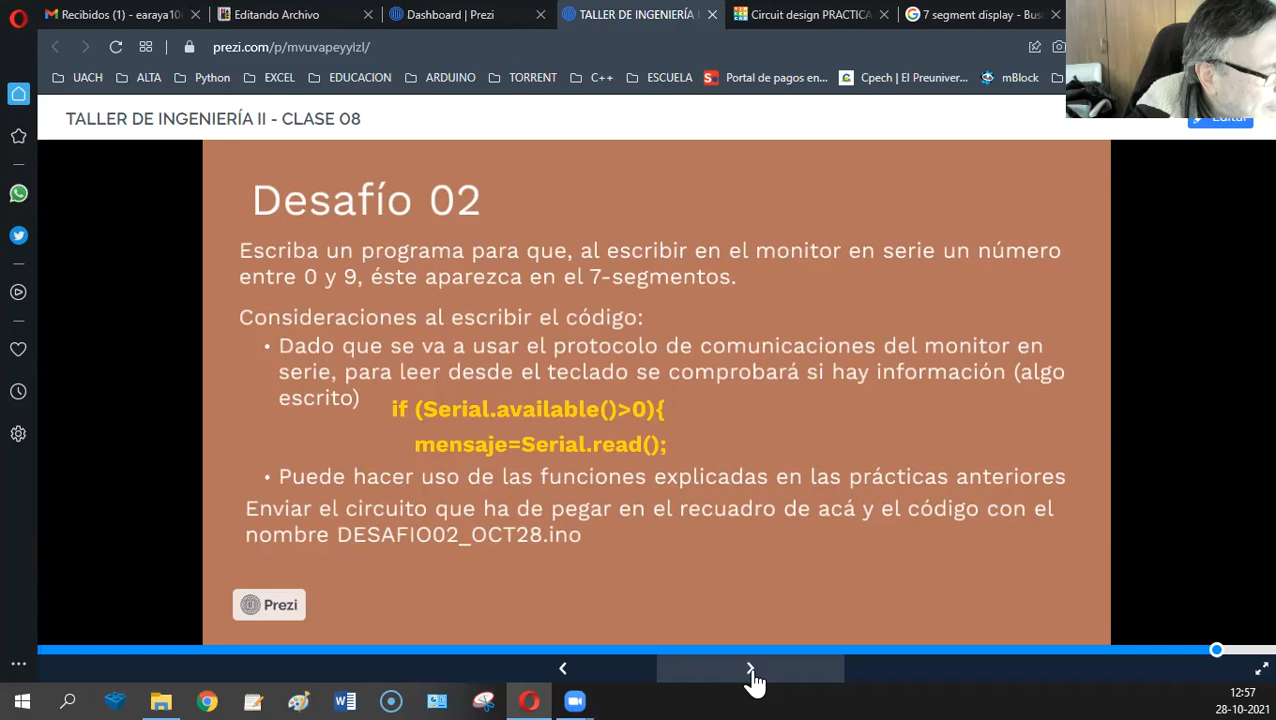 Recibidos (1) - earaya108
Editando Archivo
Dashboard | Prezi
TALLER DE INGENIERÍA I
Circuit design PRACTICA
7 segment display - Bus
prezi.com/p/mvuvapeyylzl/
UACH
ALTA
Python
EXCEL
EDUCACION
ARDUINO
TORRENT
C++
ESCUELA
Portal de pagos en...
Cpech | El Preuniver...
mBlock
TALLER DE INGENIERÍA II - CLASE 08
Editar
Desafío 02
Escriba un programa para que, al escribir en el monitor en serie un número
entre 0 y 9, éste aparezca en el 7-segmentos.
Consideraciones al escribir el código:
• Dado que se va a usar el protocolo de comunicaciones del monitor en
serie, para leer desde el teclado se comprobará si hay información (algo
escrito)
if (Serial.available()>0){
mensaje=Serial.read();
• Puede hacer uso de las funciones explicadas en las prácticas anteriores
Enviar el circuito que ha de pegar en el recuadro de acá y el código con el
nombre DESAFIO02_OCT28.ino
Prezi
12:57
28-10-2021